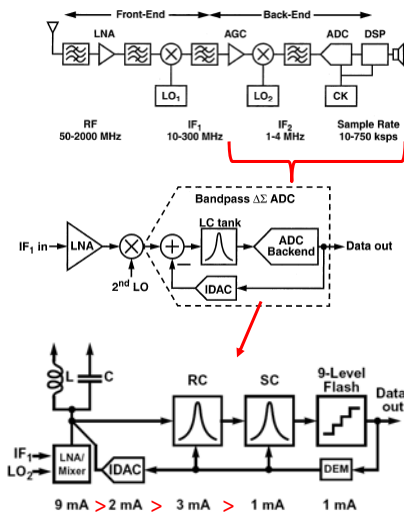 Front-End Back-End
LNA AGC ADC DSP
LO1 LO2 CK
RF IF1 IF2 Sample Rate
50-2000 MHz 10-300 MHz 1-4 MHz 10-750 ksps
Bandpass ΔΣ ADC
LC tank
IF1 in LNA + ADC Backend Data out
−
2nd LO IDAC
L C RC SC 9-Level Flash Data out
IF1 LO2 LNA/Mixer IDAC DEM
9 mA > 2 mA > 3 mA > 1 mA 1 mA